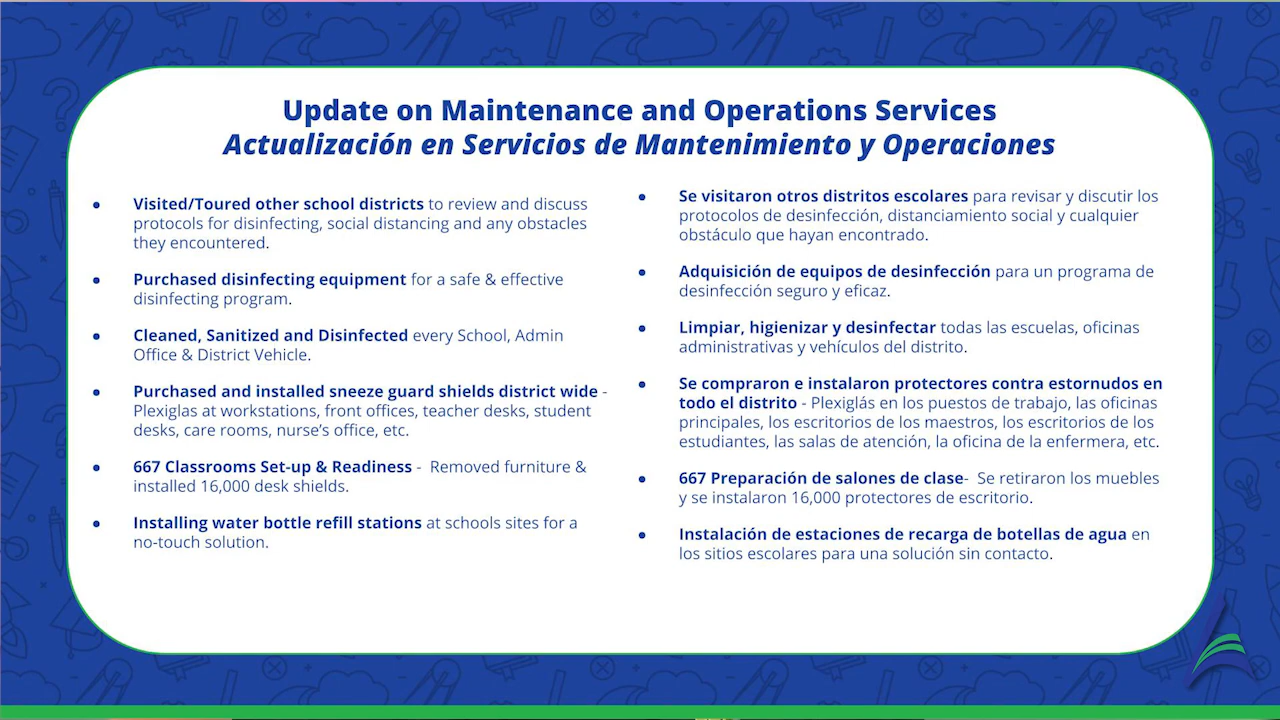 Update on Maintenance and Operations Services
Actualización en Servicios de Mantenimiento y Operaciones
● Visited/Toured other school districts to review and discuss
protocols for disinfecting, social distancing and any obstacles
they encountered.
● Purchased disinfecting equipment for a safe & effective
disinfecting program.
● Cleaned, Sanitized and Disinfected every School, Admin
Office & District Vehicle.
● Purchased and installed sneeze guard shields district wide -
Plexiglas at workstations, front offices, teacher desks, student
desks, care rooms, nurse’s office, etc.
● 667 Classrooms Set-up & Readiness - Removed furniture &
installed 16,000 desk shields.
● Installing water bottle refill stations at schools sites for a
no-touch solution.
● Se visitaron otros distritos escolares para revisar y discutir los
protocolos de desinfección, distanciamiento social y cualquier
obstáculo que hayan encontrado.
● Adquisición de equipos de desinfección para un programa de
desinfección seguro y eficaz.
● Limpiar, higienizar y desinfectar todas las escuelas, oficinas
administrativas y vehículos del distrito.
● Se compraron e instalaron protectores contra estornudos en
todo el distrito - Plexiglás en los puestos de trabajo, las oficinas
principales, los escritorios de los maestros, los escritorios de los
estudiantes, las salas de atención, la oficina de la enfermera, etc.
● 667 Preparación de salones de clase- Se retiraron los muebles
y se instalaron 16,000 protectores de escritorio.
● Instalación de estaciones de recarga de botellas de agua en
los sitios escolares para una solución sin contacto.